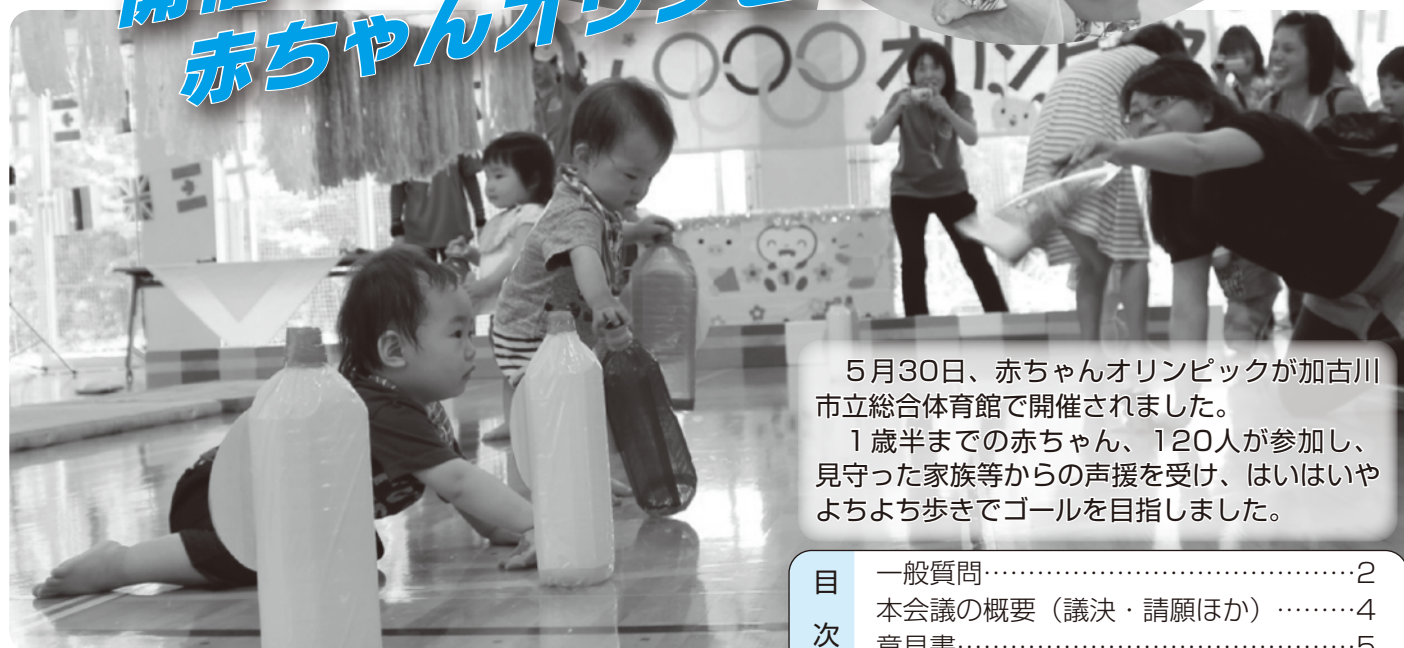 開催
赤ちゃんオリンピ
オリンピック
５月30日、赤ちゃんオリンピックが加古川
市立総合体育館で開催されました。
１歳半までの赤ちゃん、120人が参加し、
見守った家族等からの声援を受け、はいはいや
よちよち歩きでゴールを目指しました。
目次
一般質問……………………………………2
本会議の概要（議決・請願ほか）………4
意見書………………………………………5